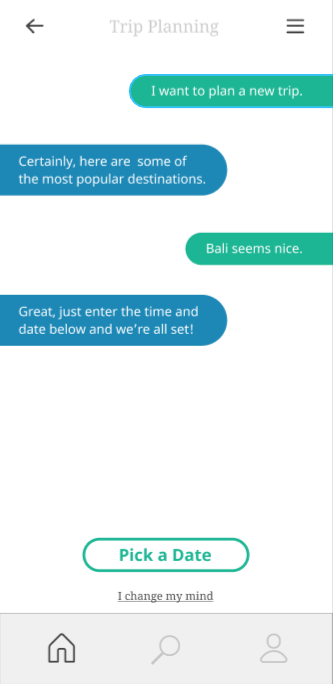 Trip Planning
I want to plan a new trip.
Certainly, here are some of
the most popular destinations.
Bali seems nice.
Great, just enter the time and
date below and we're all set!
Pick a Date
I change my mind